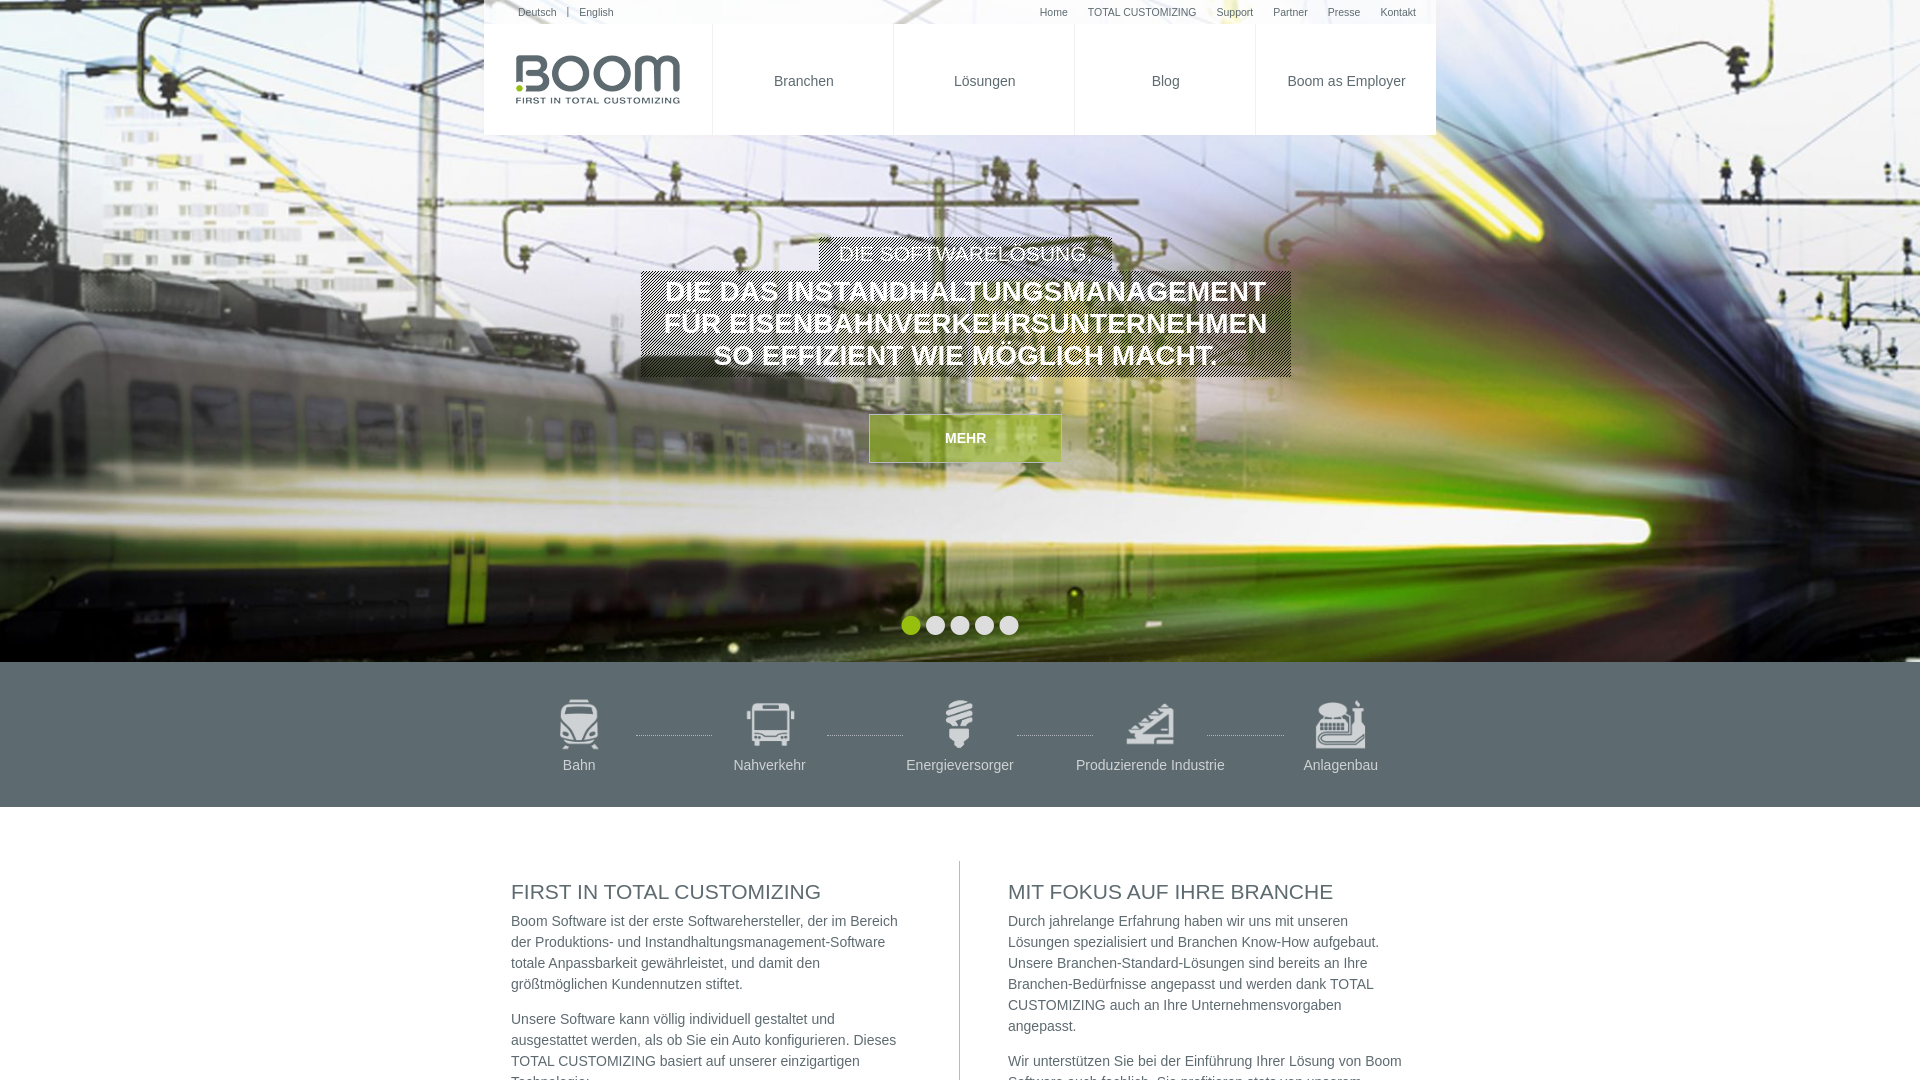 Deutsch | English
Home TOTAL CUSTOMIZING Support Partner Presse Kontakt
BOOM
FIRST IN TOTAL CUSTOMIZING
Branchen
Lösungen
Blog
Boom as Employer
DIE SOFTWARELÖSUNG,
DIE DAS INSTANDHALTUNGSMANAGEMENT
FÜR EISENBAHNVERKEHRSUNTERNEHMEN
SO EFFIZIENT WIE MÖGLICH MACHT.
MEHR
Bahn
Nahverkehr
Energieversorger
Produzierende Industrie
Anlagenbau
FIRST IN TOTAL CUSTOMIZING
Boom Software ist der erste Softwarehersteller, der im Bereich
der Produktions- und Instandhaltungsmanagement-Software
totale Anpassbarkeit gewährleistet, und damit den
größtmöglichen Kundennutzen stiftet.
Unsere Software kann völlig individuell gestaltet und
ausgestattet werden, als ob Sie ein Auto konfigurieren. Dieses
TOTAL CUSTOMIZING basiert auf unserer einzigartigen
MIT FOKUS AUF IHRE BRANCHE
Durch jahrelange Erfahrung haben wir uns mit unseren
Lösungen spezialisiert und Branchen Know-How aufgebaut.
Unsere Branchen-Standard-Lösungen sind bereits an Ihre
Branchen-Bedürfnisse angepasst und werden dank TOTAL
CUSTOMIZING auch an Ihre Unternehmensvorgaben
angepasst.
Wir unterstützen Sie bei der Einführung Ihrer Lösung von Boom